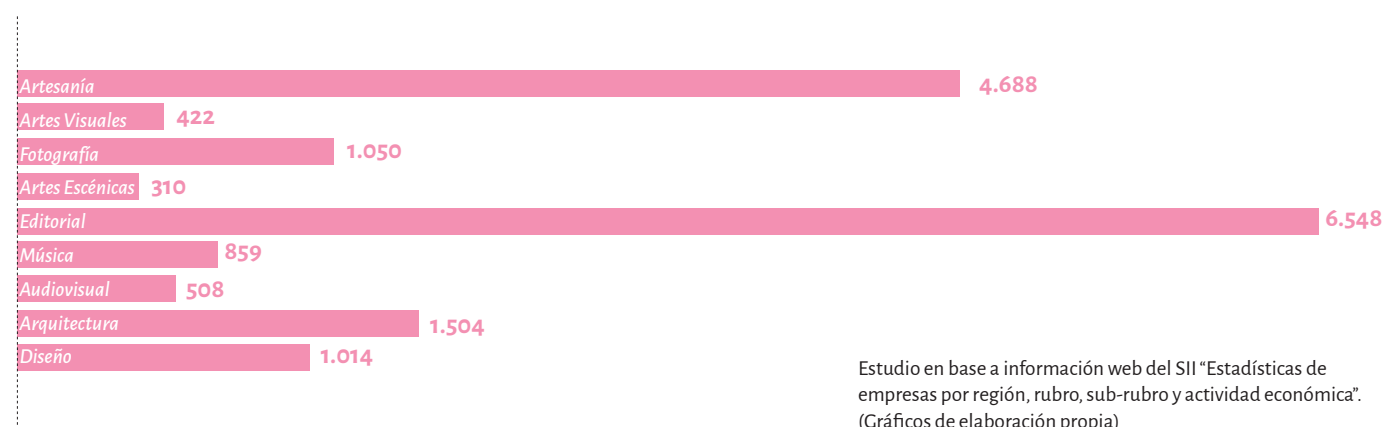 Artesanía 4.688
Artes Visuales 422
Fotografía 1.050
Artes Escénicas 310
Editorial 6.548
Música 859
Audiovisual 508
Arquitectura 1.504
Diseño 1.014
Estudio en base a información web del SII “Estadísticas de
empresas por región, rubro, sub-rubro y actividad económica”.
(Gráficos de elaboración propia)